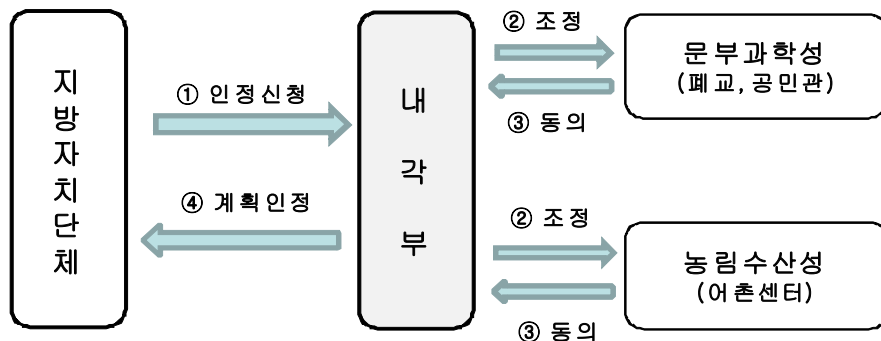 지방자치단체
① 인정신청
④ 계획인정
내각부
② 조정
③ 동의
문부과학성
(폐교, 공민관)
② 조정
③ 동의
농림수산성
(어촌센터)